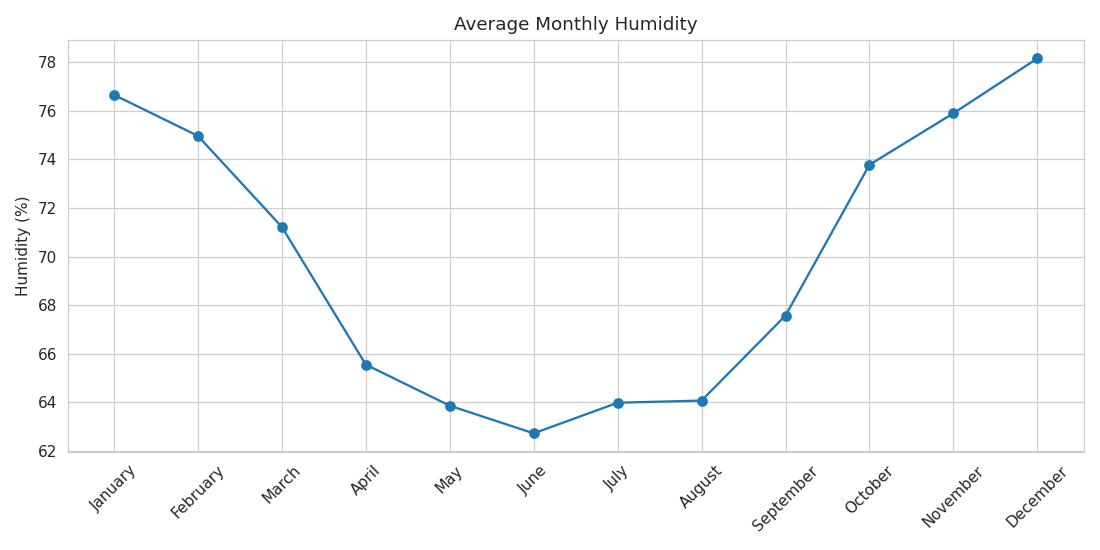 Average Monthly Humidity
Humidity (%)
78
76
74
72
70
68
66
64
62
January
February
March
April
May
June
July
August
September
October
November
December